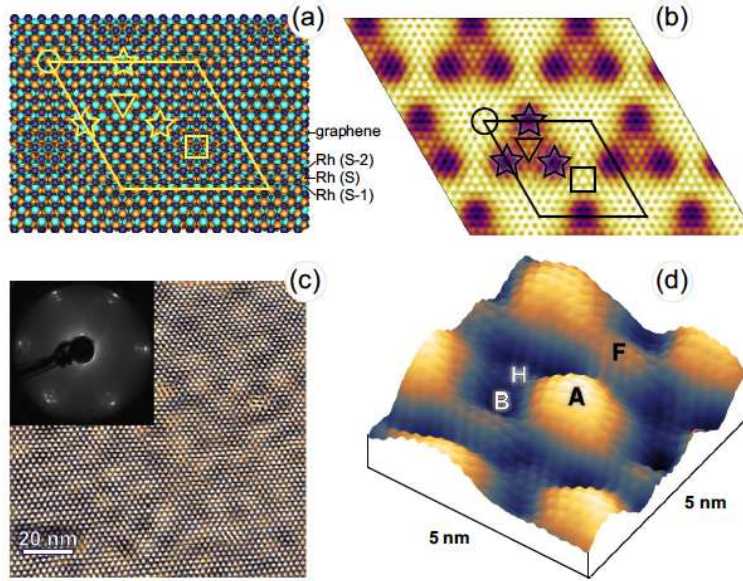 (a)
(b)
graphene
Rh (S-2)
Rh (S)
Rh (S-1)
(c)
(d)
20 nm
F
H
A
B
5 nm
5 nm